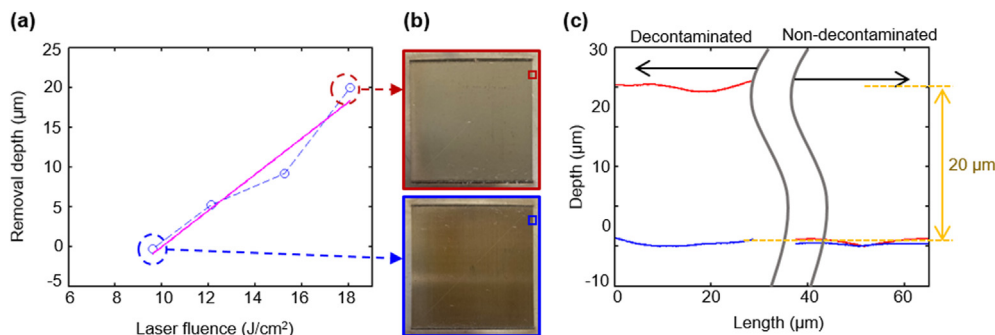 (a)
Removal depth (μm)
25
20
15
10
5
0
-5
6 8 10 12 14 16 18
Laser fluence (J/cm²)
(b)
(c)
Depth (μm)
30
20
10
0
-10
Decontaminated
Non-decontaminated
20 μm
0 20 40 60
Length (μm)